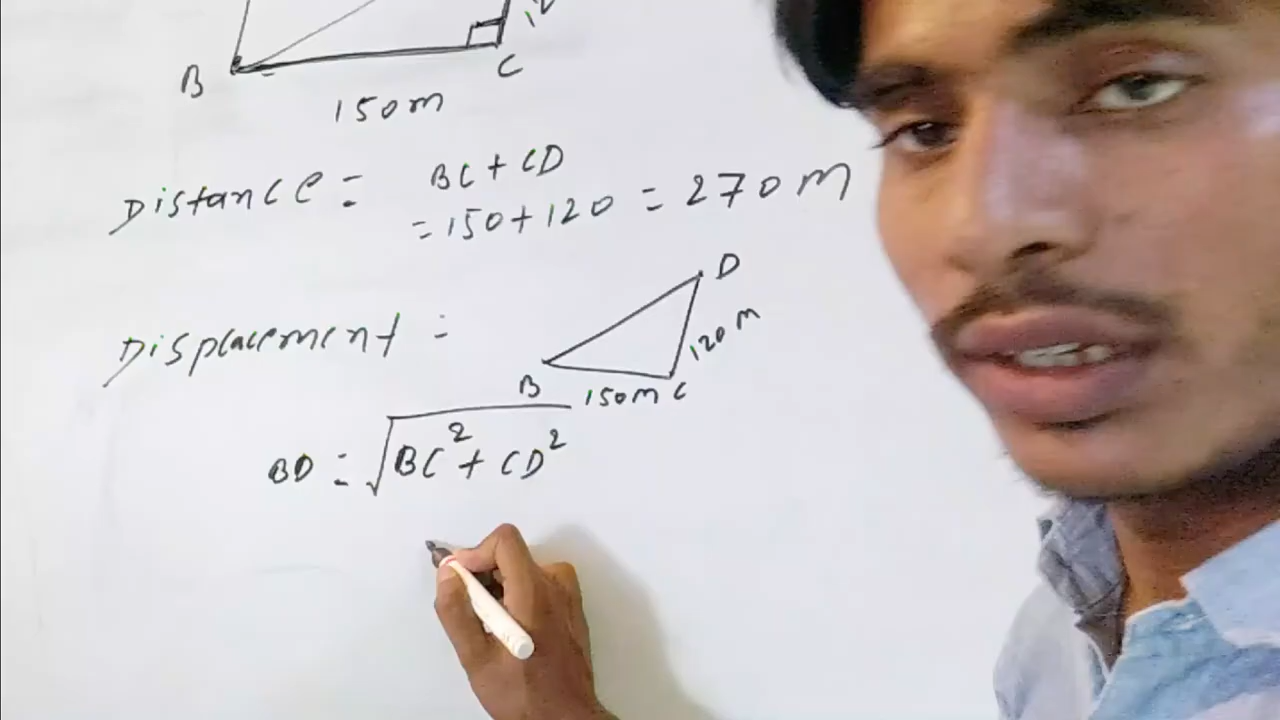 B
C
150m
Distance = BC + CD
= 150 + 120 = 270 M
D
Displacement =
120 M
B
150m C
BD = √BC² + CD²